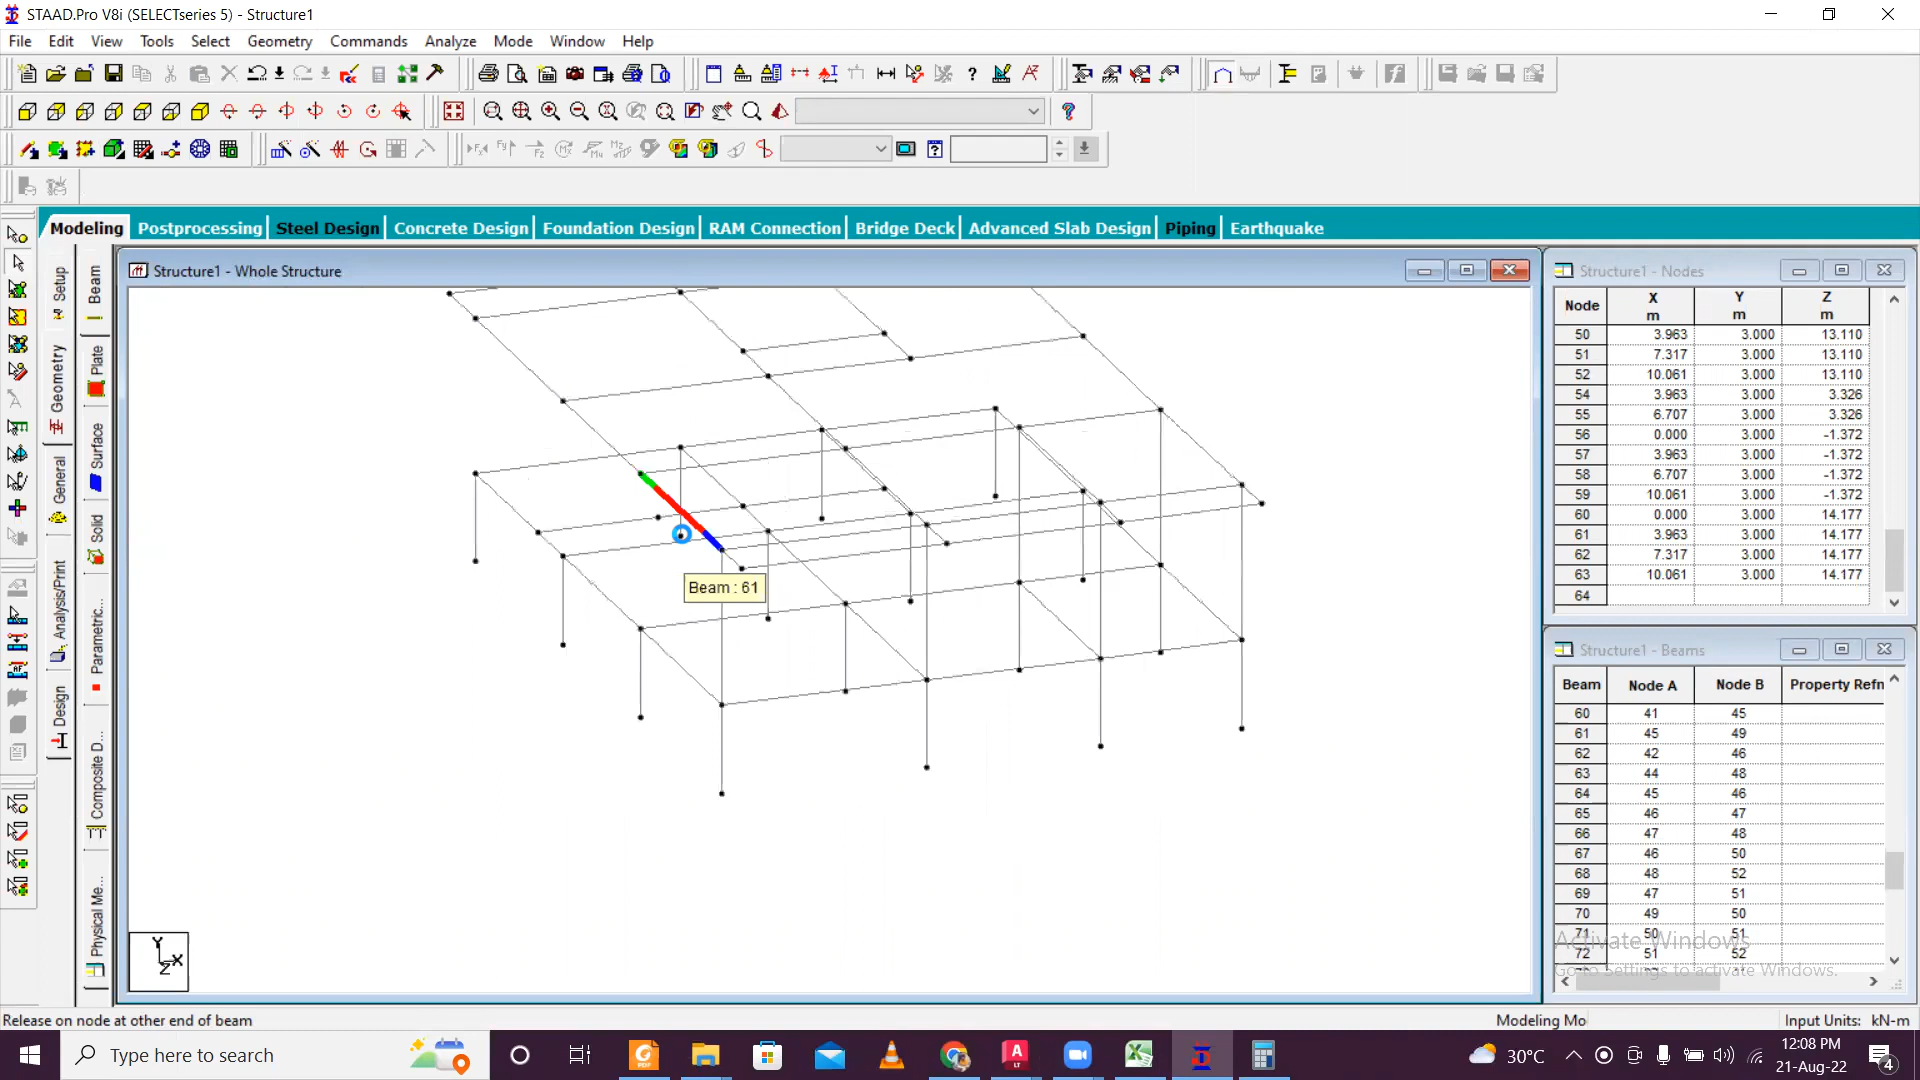 STAAD.Pro V8i (SELECTseries 5) - Structure1
File Edit View Tools Select Geometry Commands Analyze Mode Window Help
Modeling Postprocessing Steel Design Concrete Design Foundation Design RAM Connection Bridge Deck Advanced Slab Design Piping Earthquake
Setup
Geometry
General
Analysis/Print
Design
Beam
Plate
Surface
Solid
Parametric...
Composite D...
Physical Me...
Structure1 - Whole Structure
Beam : 61
Y
X
Z
Structure1 - Nodes
Node X m Y m Z m
50 3.963 3.000 13.110
51 7.317 3.000 13.110
52 10.061 3.000 13.110
54 3.963 3.000 3.326
55 6.707 3.000 3.326
56 0.000 3.000 -1.372
57 3.963 3.000 -1.372
58 6.707 3.000 -1.372
59 10.061 3.000 -1.372
60 0.000 3.000 14.177
61 3.963 3.000 14.177
62 7.317 3.000 14.177
63 10.061 3.000 14.177
64
Structure1 - Beams
Beam Node A Node B Property Refn
60 41 45
61 45 49
62 42 46
63 44 48
64 45 46
65 46 47
66 47 48
67 46 50
68 48 52
69 47 51
70 49 50
71 50 51
72 51 52
Activate Windows
Go to Settings to activate Windows.
Release on node at other end of beam
Modeling Mo
Input Units: kN-m
Type here to search
30°C
12:08 PM
21-Aug-22
4